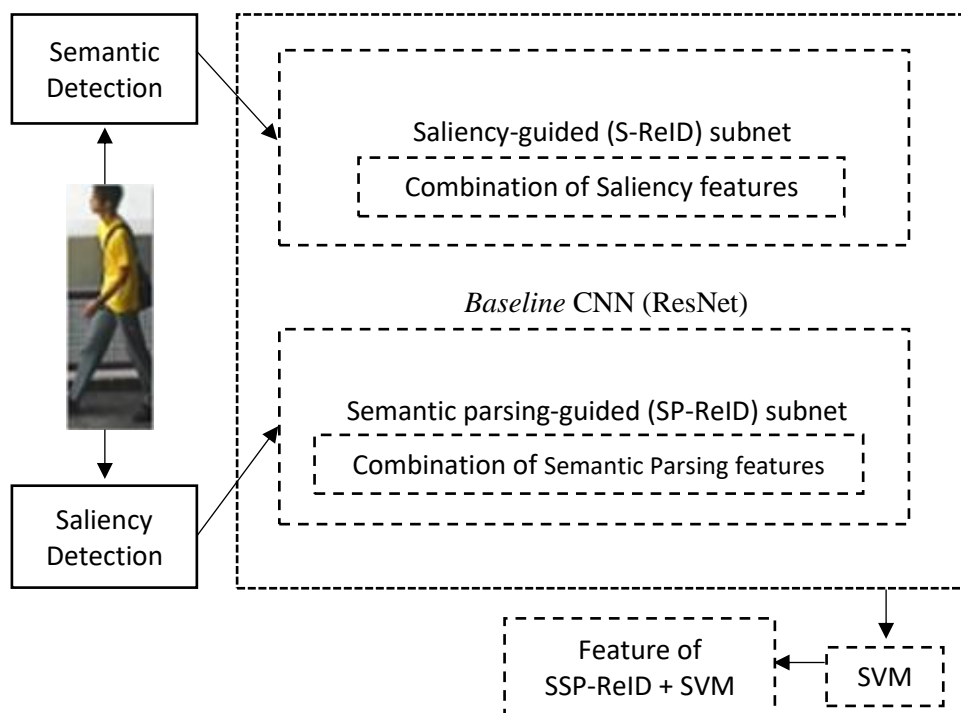 Semantic
Detection
Saliency-guided (S-ReID) subnet
Combination of Saliency features
Baseline CNN (ResNet)
Semantic parsing-guided (SP-ReID) subnet
Combination of Semantic Parsing features
Saliency
Detection
Feature of
SSP-ReID + SVM
SVM